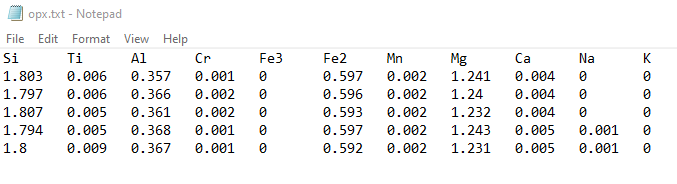 opx.txt - Notepad
File Edit Format View Help
Si Ti Al Cr Fe3 Fe2 Mn Mg Ca Na K
1.803 0.006 0.357 0.001 0 0.597 0.002 1.241 0.004 0 0
1.797 0.006 0.366 0.002 0 0.596 0.002 1.24 0.004 0 0
1.807 0.005 0.361 0.002 0 0.593 0.002 1.232 0.004 0 0
1.794 0.005 0.368 0.001 0 0.597 0.002 1.243 0.005 0.001 0
1.8 0.009 0.367 0.001 0 0.592 0.002 1.231 0.005 0.001 0